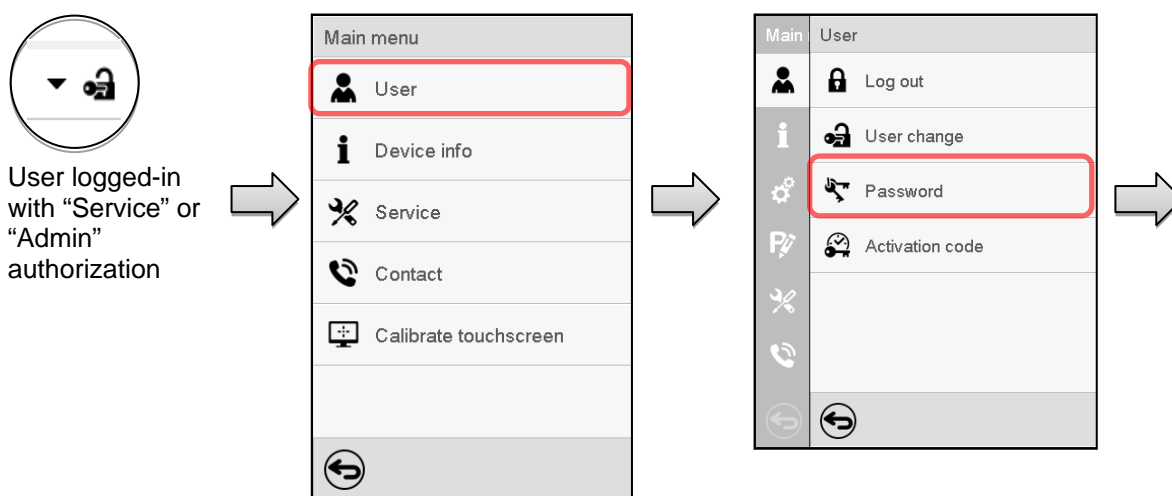 User logged-in
with “Service” or
“Admin”
authorization
Main menu
User
Device info
Service
Contact
Calibrate touchscreen
Main
User
Log out
User change
Password
Activation code